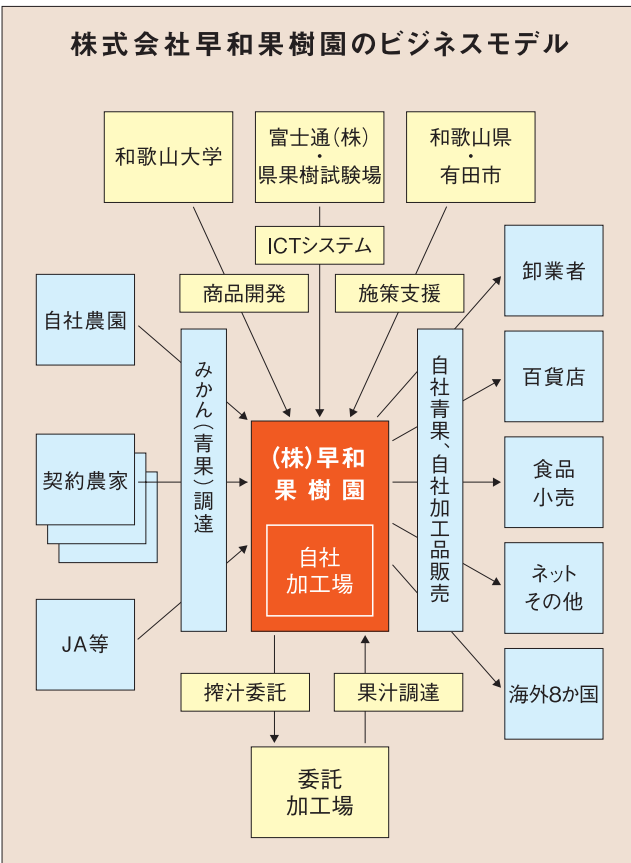 株式会社早和果樹園のビジネスモデル
和歌山大学
富士通(株)
・
県果樹試験場
和歌山県
・
有田市
ICTシステム
商品開発
施策支援
自社農園
契約農家
JA等
みかん(青果)調達
(株)早和
果樹園
自社
加工場
自社青果、自社加工品販売
卸業者
百貨店
食品
小売
ネット
その他
海外8か国
搾汁委託
果汁調達
委託
加工場